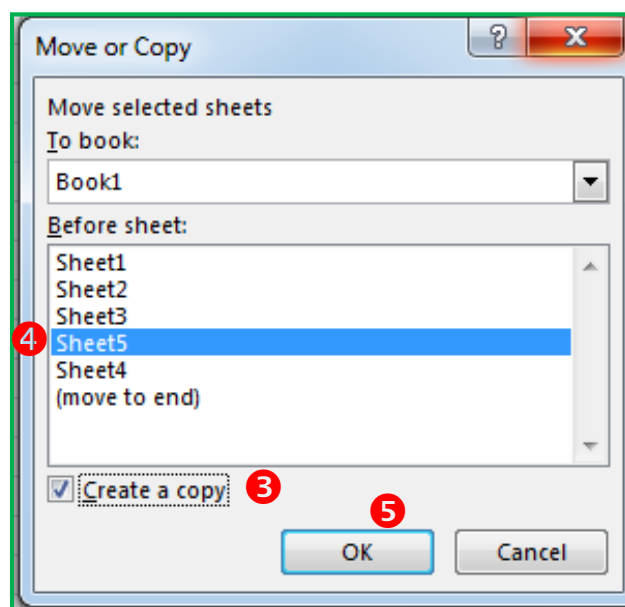 Move or Copy
?
Move selected sheets
To book:
Book1
Before sheet:
Sheet1
Sheet2
Sheet3
4 Sheet5
Sheet4
(move to end)
Create a copy 3
5
OK Cancel